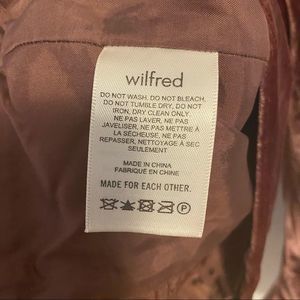 wilfred
DO NOT WASH. DO NOT BLEACH.
DO NOT TUMBLE DRY. DO NOT
IRON, DRY CLEAN ONLY.
NE PAS LAVER, NE PAS
JAVELISER, NE PAS METTRE À
LA SÉCHEUSE, NE PAS
REPASSER, NETTOYAGE À SEC
SEULEMENT
MADE IN CHINA
FABRIQUÉ EN CHINE
MADE FOR EACH OTHER.
P